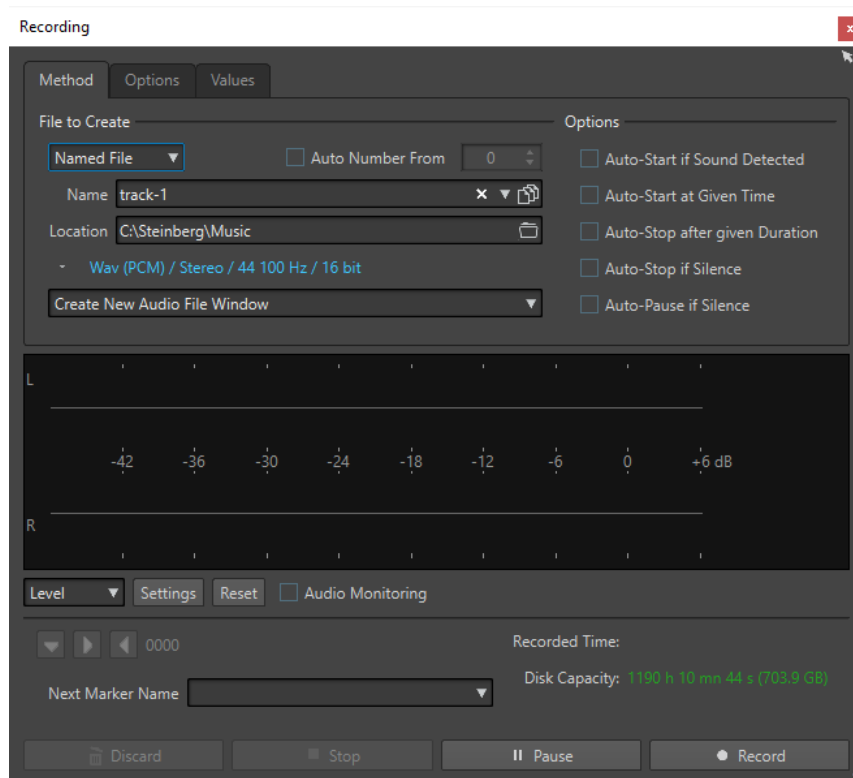 Recording
Method Options Values
File to Create
Options
Named File Auto Number From 0
Auto-Start if Sound Detected
Name track-1
Auto-Start at Given Time
Location C:\Steinberg\Music
Auto-Stop after given Duration
Wav (PCM) / Stereo / 44 100 Hz / 16 bit
Auto-Stop if Silence
Create New Audio File Window
Auto-Pause if Silence
L
-42 -36 -30 -24 -18 -12 -6 0 +6 dB
R
Level Settings Reset Audio Monitoring
0000
Recorded Time:
Disk Capacity: 1190 h 10 mn 44 s (703.9 GB)
Next Marker Name
Discard Stop Pause Record